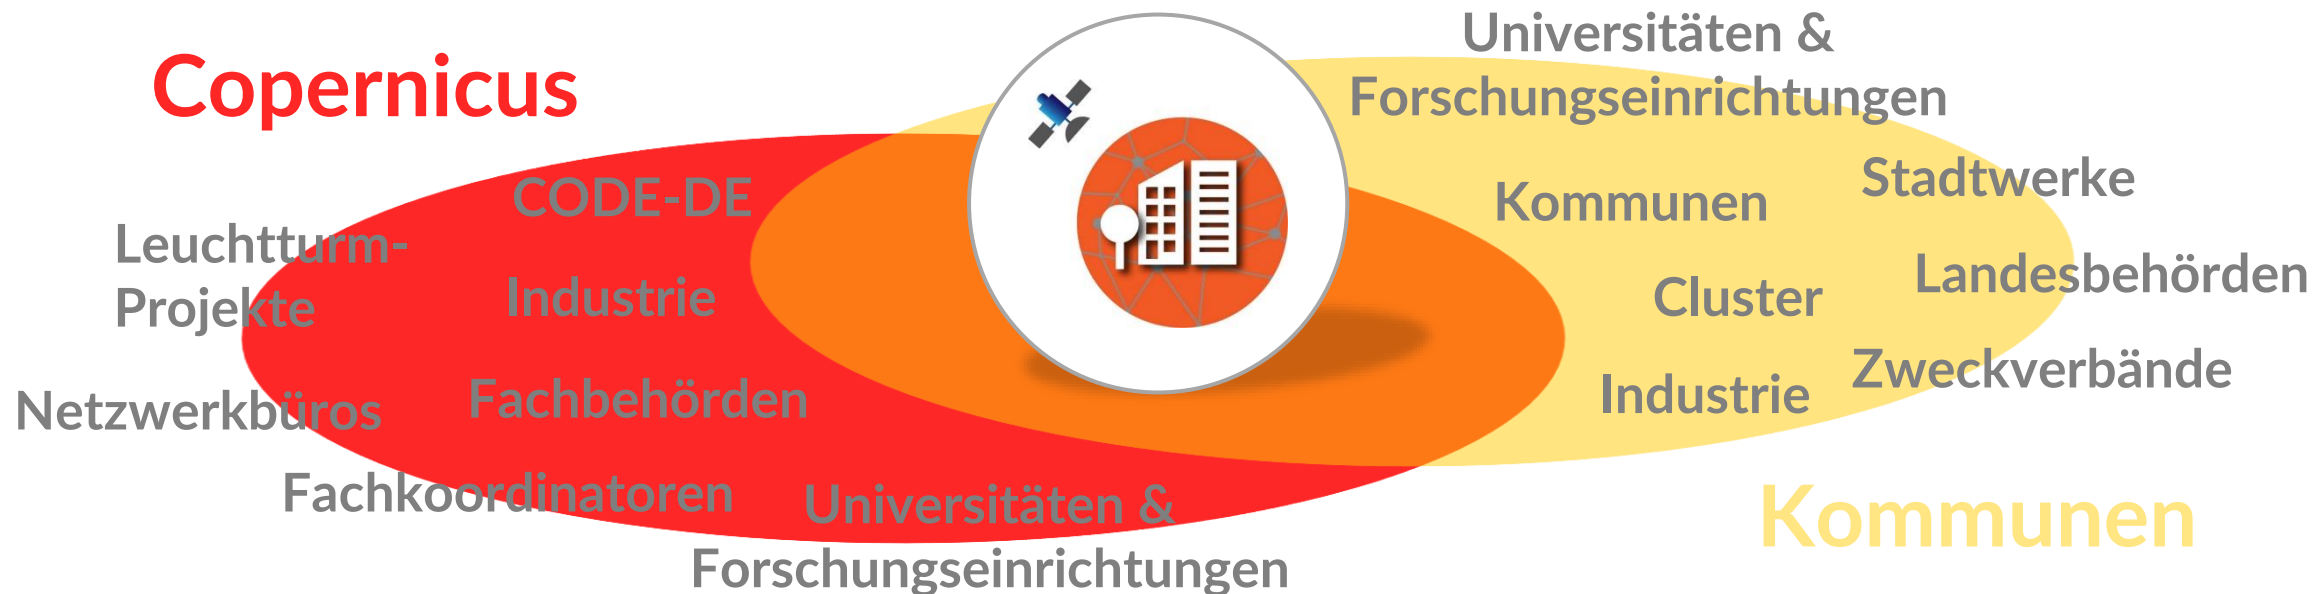 Copernicus
CODE-DE
Leuchtturm-
Projekte
Industrie
Netzwerkbüros
Fachbehörden
Fachkoordinatoren
Universitäten &
Forschungseinrichtungen
Universitäten &
Forschungseinrichtungen
Stadtwerke
Kommunen
Landesbehörden
Cluster
Zweckverbände
Industrie
Kommunen